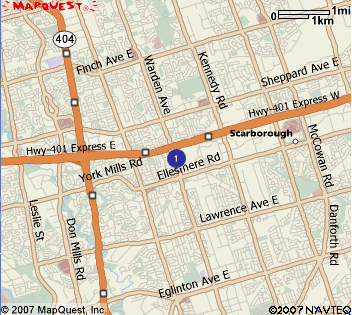 MAPQUEST
1mi
1km
404
Finch Ave E
Warden Ave
Kennedy Rd
Sheppard Ave E
Hwy-401 Express W
Scarborough
Hwy-401 Express E
1
York Mills Rd
Ellesmere Rd
McCowan Rd
Leslie St
Don Mills Rd
Lawrence Ave E
Danforth Rd
Eglinton Ave E
© 2007 MapQuest, Inc.
©2007 NAVTEQ